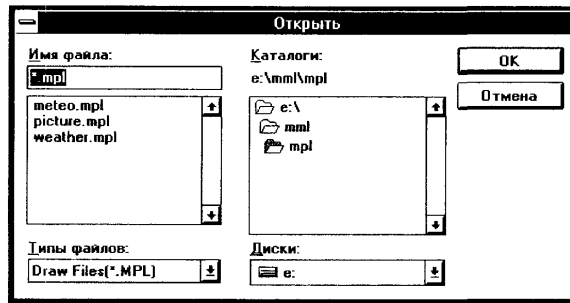 Открыть
Имя файла:
*.mpl
meteo.mpl
picture.mpl
weather.mpl
Типы файлов:
Draw Files(*.MPL)
Каталоги:
e:\mml\mpl
e:\
mml
mpl
Диски:
e:
OK
Отмена